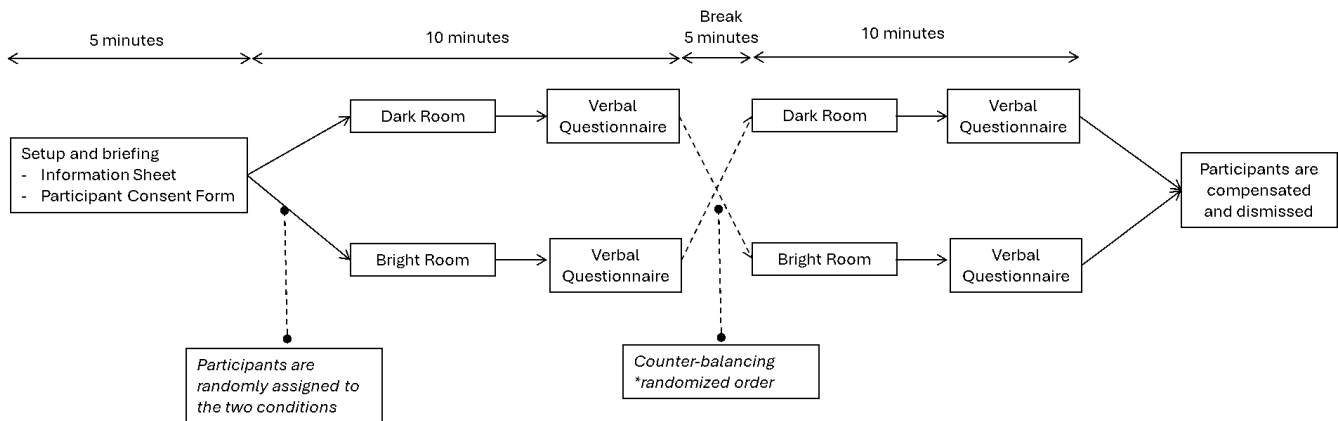 Break
5 minutes
10 minutes
5 minutes
10 minutes
Dark Room
Verbal
Questionnaire
Dark Room
Verbal
Questionnaire
Setup and briefing
- Information Sheet
- Participant Consent Form
Participants are
compensated
and dismissed
Bright Room
Verbal
Questionnaire
Bright Room
Verbal
Questionnaire
Participants are
randomly assigned to
the two conditions
Counter-balancing
*randomized order